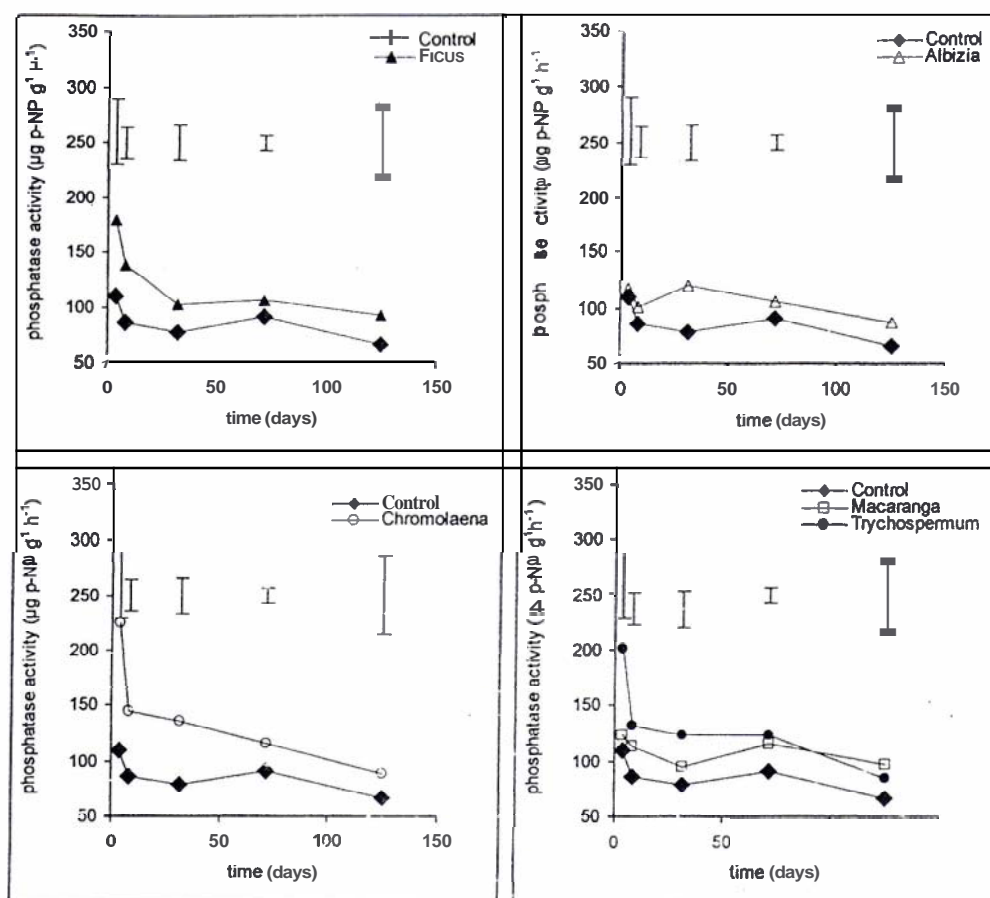 phosphatase activity (µg p-NP g⁻¹ µ-¹)
350
300
250
200
150
100
50
0 50 100 150
time (days)
Control
Ficus
350
300
250
200
150
100
50
0 50 100 150
time (days)
Control
Albizia
phosphatase activity (µg p-NP g¹ h⁻¹)
350
300
250
200
150
100
50
0 50 100 150
time (days)
Control
Chromolaena
phosphatase activity
350
300
250
200
150
100
50
0 50
time (days)
Control
Macaranga
Trychospermum